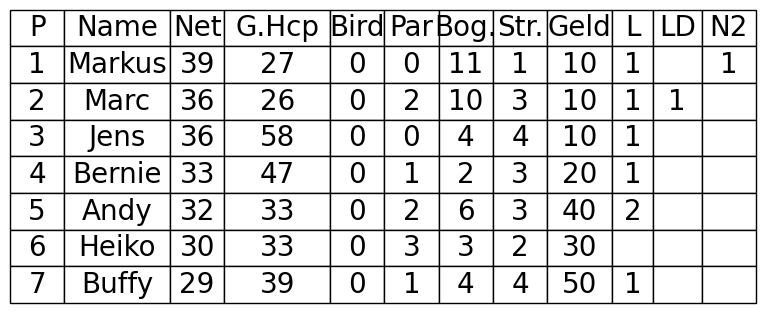 P Name Net G.Hcp Bird Par Bog. Str. Geld L LD N2
1 Markus 39 27 0 0 11 1 10 1 1
2 Marc 36 26 0 2 10 3 10 1 1
3 Jens 36 58 0 0 4 4 10 1
4 Bernie 33 47 0 1 2 3 20 1
5 Andy 32 33 0 2 6 3 40 2
6 Heiko 30 33 0 3 3 2 30
7 Buffy 29 39 0 1 4 4 50 1